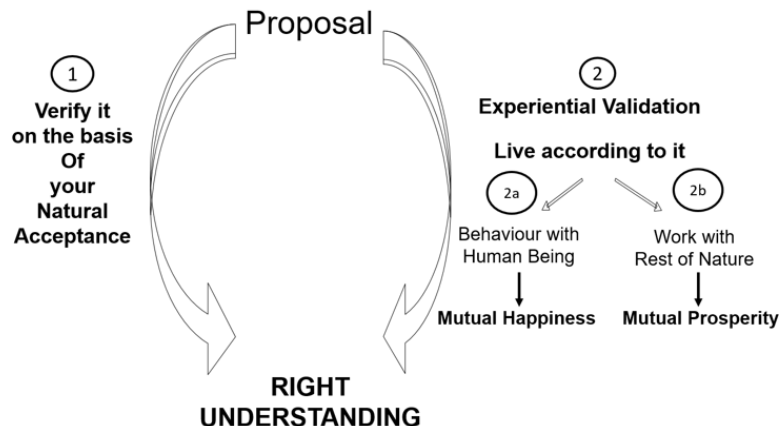 Proposal
1
Verify it
on the basis
Of
your
Natural
Acceptance
2
Experiential Validation
Live according to it
2a
Behaviour with
Human Being
Mutual Happiness
2b
Work with
Rest of Nature
Mutual Prosperity
RIGHT
UNDERSTANDING